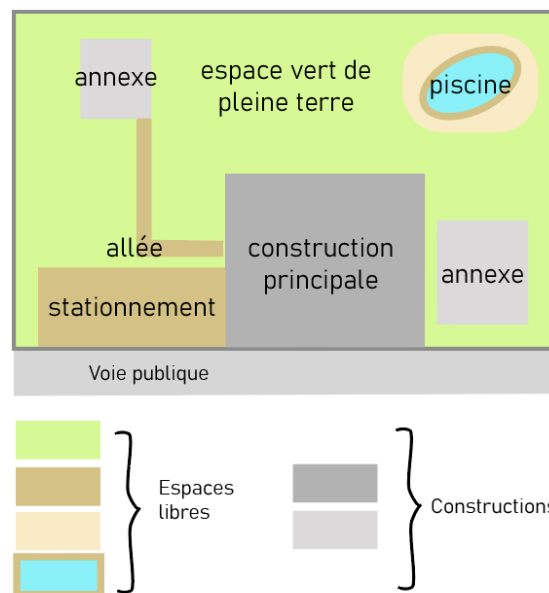 annexe
espace vert de
pleine terre
piscine
allée
construction
principale
annexe
stationnement
Voie publique
Espaces
libres
Constructions